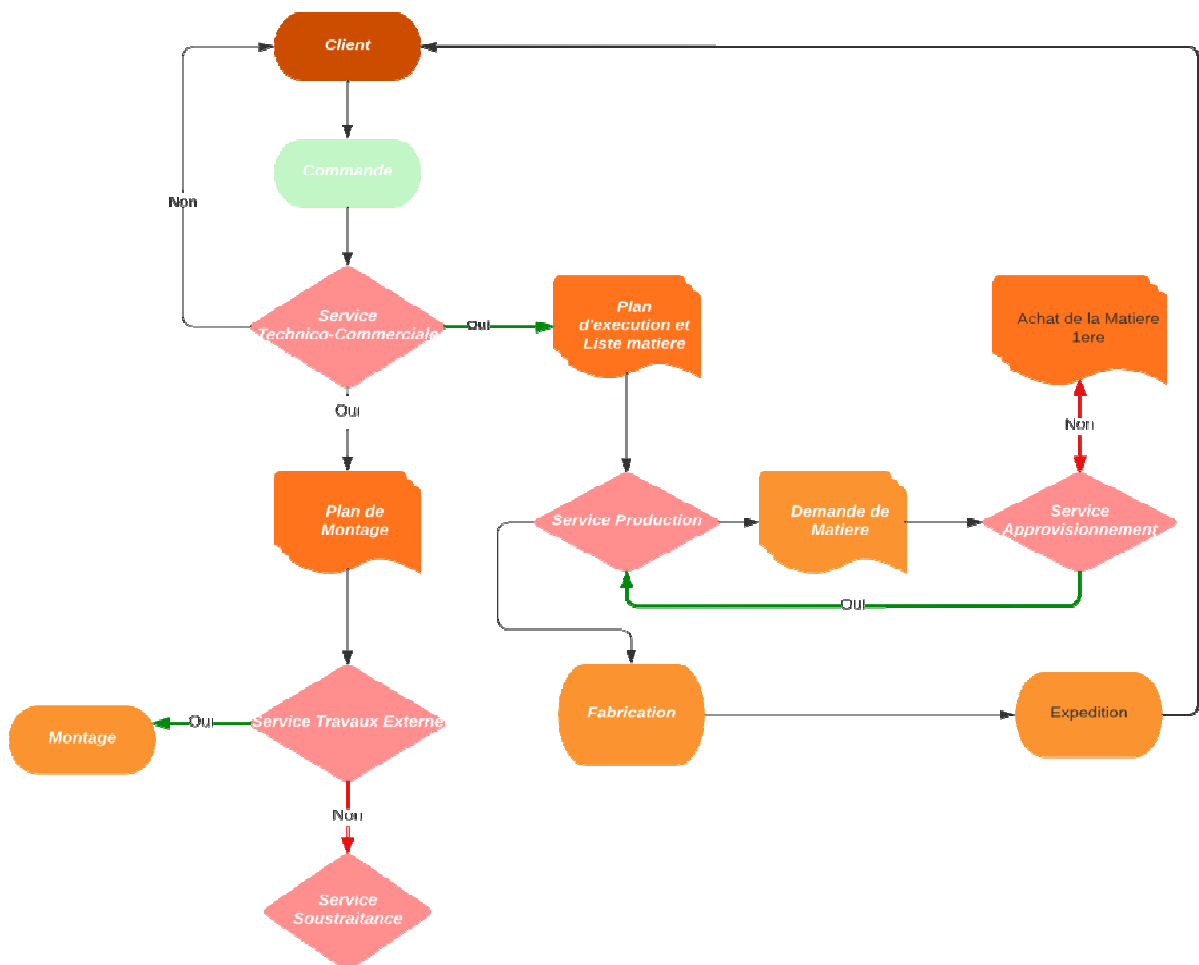 Client
Commande
Non
Service
Technico-Commerciale
Oui
Plan
d'execution et
Liste matiere
Achat de la Matiere
1ere
Oui
Non
Plan de
Montage
Service Production
Demande de
Matiere
Service
Approvisionnement
Oui
Service Travaux Externe
Oui
Montage
Fabrication
Expedition
Non
Service
Soustraitance